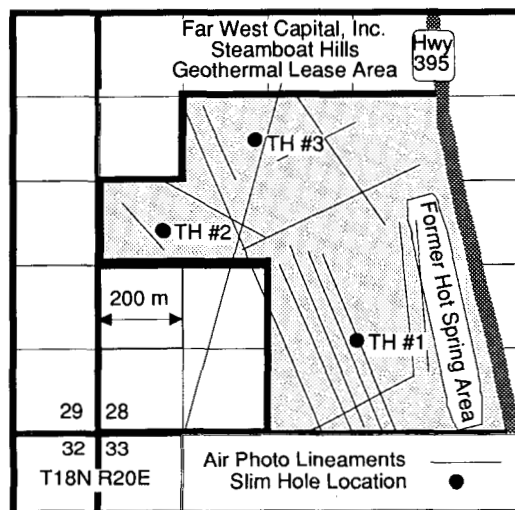 Far West Capital, Inc.
Steamboat Hills
Geothermal Lease Area
Hwy
395
TH #3
TH #2
Former Hot Spring Area
200 m
TH #1
29 28
32 33
T18N R20E
Air Photo Lineaments
Slim Hole Location